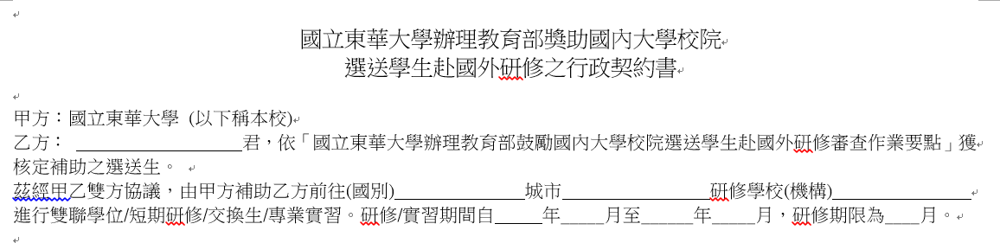 國立東華大學辦理教育部獎助國內大學校院
選送學生赴國外研修之行政契約書
甲方：國立東華大學 (以下稱本校)
乙方： ____________________君，依「國立東華大學辦理教育部鼓勵國內大學校院選送學生赴國外研修審查作業要點」獲
核定補助之選送生。
茲經甲乙雙方協議，由甲方補助乙方前往(國別)_______________城市_________________研修學校(機構)________________
進行雙聯學位/短期研修/交換生/專業實習。研修/實習期間自_____年_____月至______年_____月，研修期限為____月。